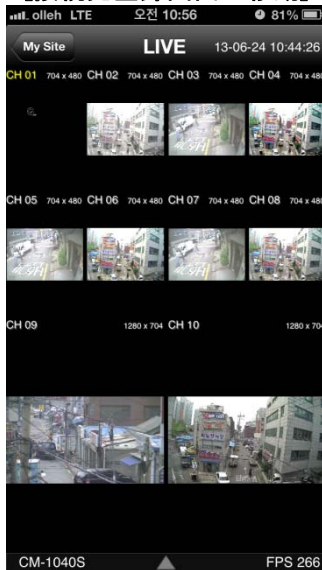 olleh LTE 오전 10:56 81%
My Site LIVE 13-06-24 10:44:26
CH 01 704 x 480 CH 02 704 x 480 CH 03 704 x 480 CH 04 704 x 480
CH 05 704 x 480 CH 06 704 x 480 CH 07 704 x 480 CH 08 704 x 480
CH 09 1280 x 704 CH 10 1280 x 704
CM-1040S FPS 266